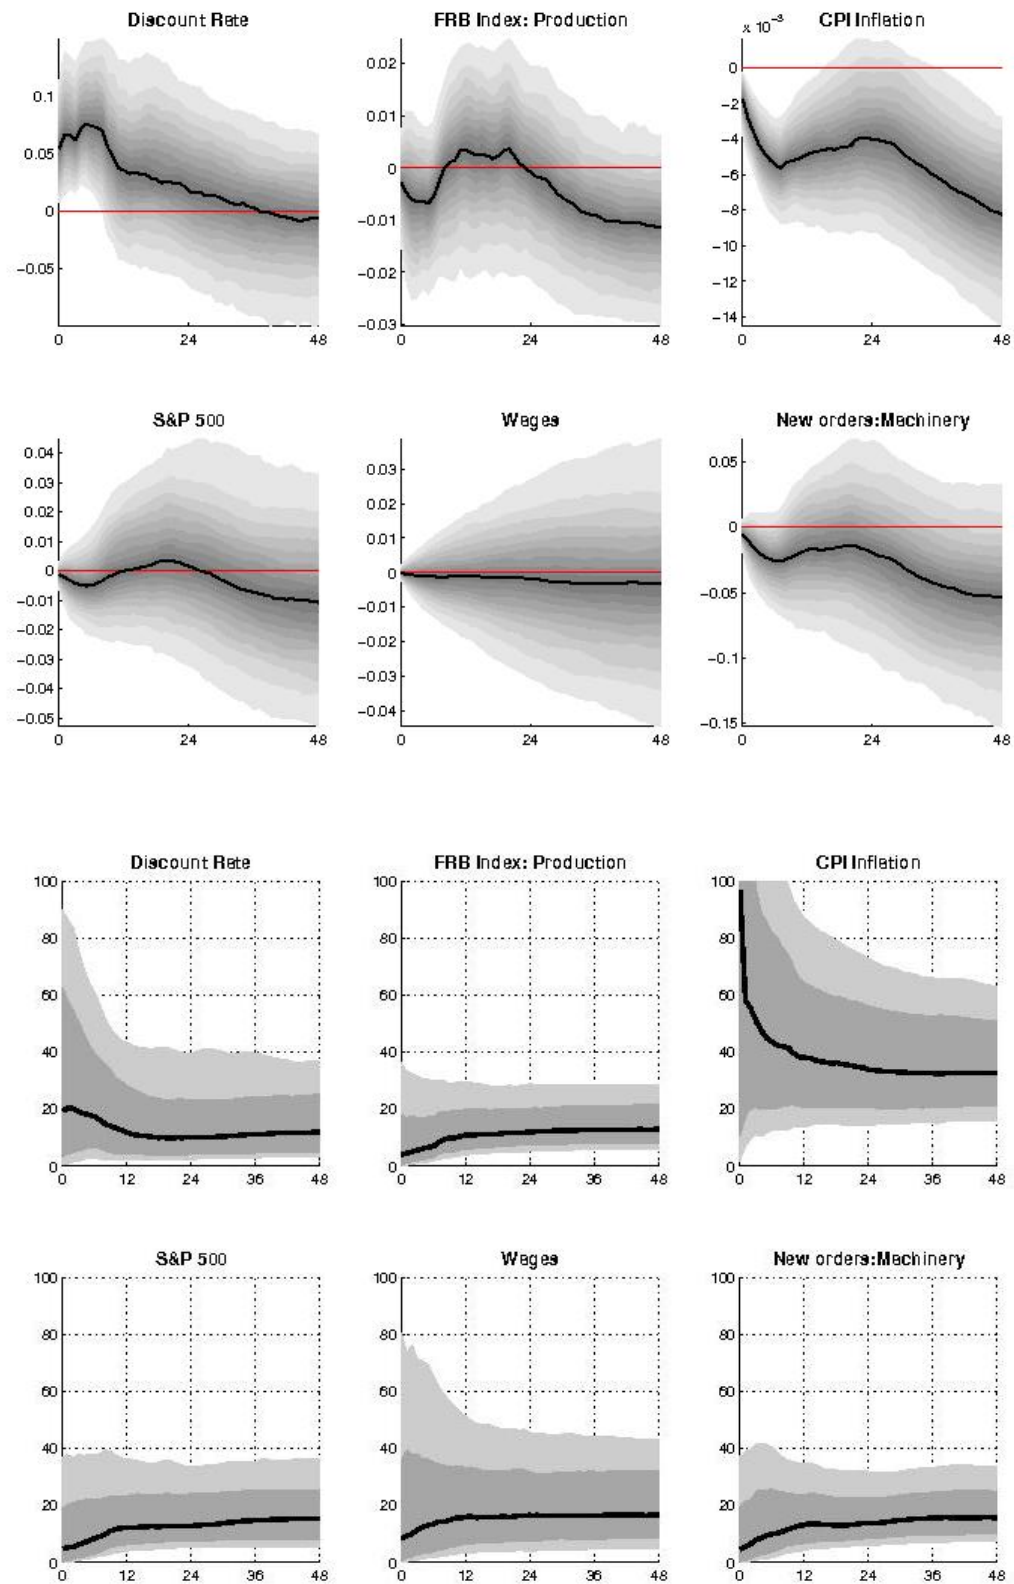 Discount Rate FRB Index: Production CPI Inflation
x 10⁻³
0.1
0.05
0
−0.05
0.02
0.01
0
−0.01
−0.02
−0.03
0
−2
−4
−6
−8
−10
−12
−14
0 24 48 0 24 48 0 24 48
S&P 500 Wages New orders:Machinery
0.04
0.03
0.02
0.01
0
−0.01
−0.02
−0.03
−0.04
−0.05
0.03
0.02
0.01
0
−0.01
−0.02
−0.03
−0.04
0.05
0
−0.05
−0.1
−0.15
0 24 48 0 24 48 0 24 48
Discount Rate FRB Index: Production CPI Inflation
100 100 100
80 80 80
60 60 60
40 40 40
20 20 20
0 0 0
0 12 24 36 48 0 12 24 36 48 0 12 24 36 48
S&P 500 Wages New orders:Machinery
100 100 100
80 80 80
60 60 60
40 40 40
20 20 20
0 0 0
0 12 24 36 48 0 12 24 36 48 0 12 24 36 48